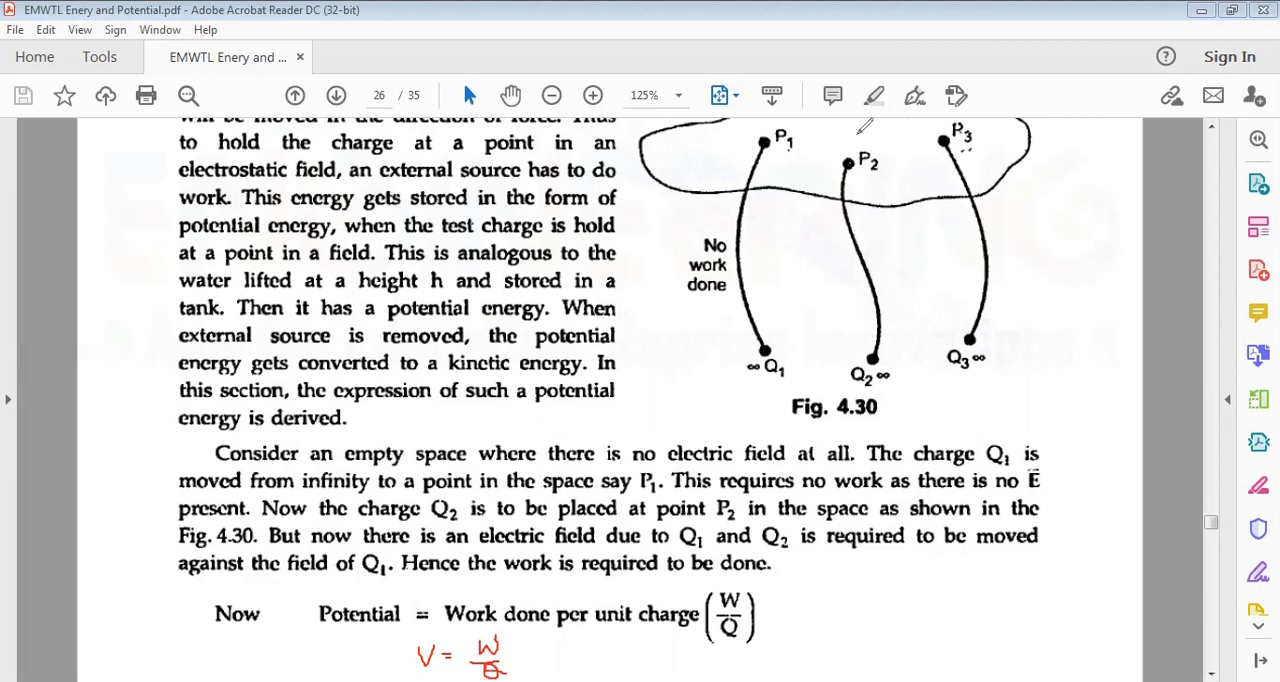 EMWTL Enery and Potential.pdf - Adobe Acrobat Reader DC (32-bit)
File Edit View Sign Window Help
Home Tools EMWTL Enery and ... × Sign In
26 / 35 125%
will be moved in the direction of force. Thus
to hold the charge at a point in an
electrostatic field, an external source has to do
work. This energy gets stored in the form of
potential energy, when the test charge is hold
at a point in a field. This is analogous to the
water lifted at a height h and stored in a
tank. Then it has a potential energy. When
external source is removed, the potential
energy gets converted to a kinetic energy. In
this section, the expression of such a potential
energy is derived.
P1
P2
P3
No
work
done
∞ Q1
Q2 ∞
Q3 ∞
Fig. 4.30
Consider an empty space where there is no electric field at all. The charge Q1 is
moved from infinity to a point in the space say P1. This requires no work as there is no E̅
present. Now the charge Q2 is to be placed at point P2 in the space as shown in the
Fig. 4.30. But now there is an electric field due to Q1 and Q2 is required to be moved
against the field of Q1. Hence the work is required to be done.
Now Potential = Work done per unit charge (W/Q)
V = W/Q